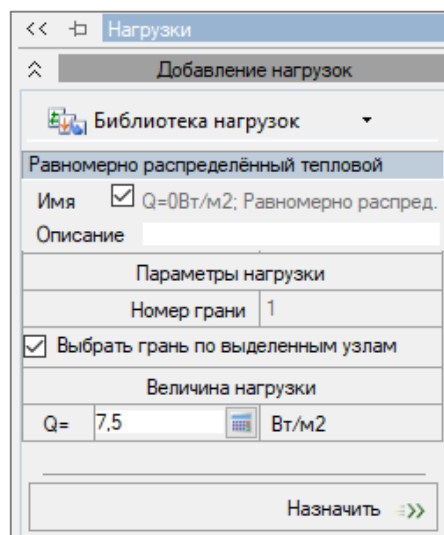 << Нагрузки
Добавление нагрузок
Библиотека нагрузок
Равномерно распределённый тепловой
Имя Q=0Вт/м2; Равномерно распред.
Описание
Параметры нагрузки
Номер грани 1
Выбрать грань по выделенным узлам
Величина нагрузки
Q= 7,5 Вт/м2
Назначить